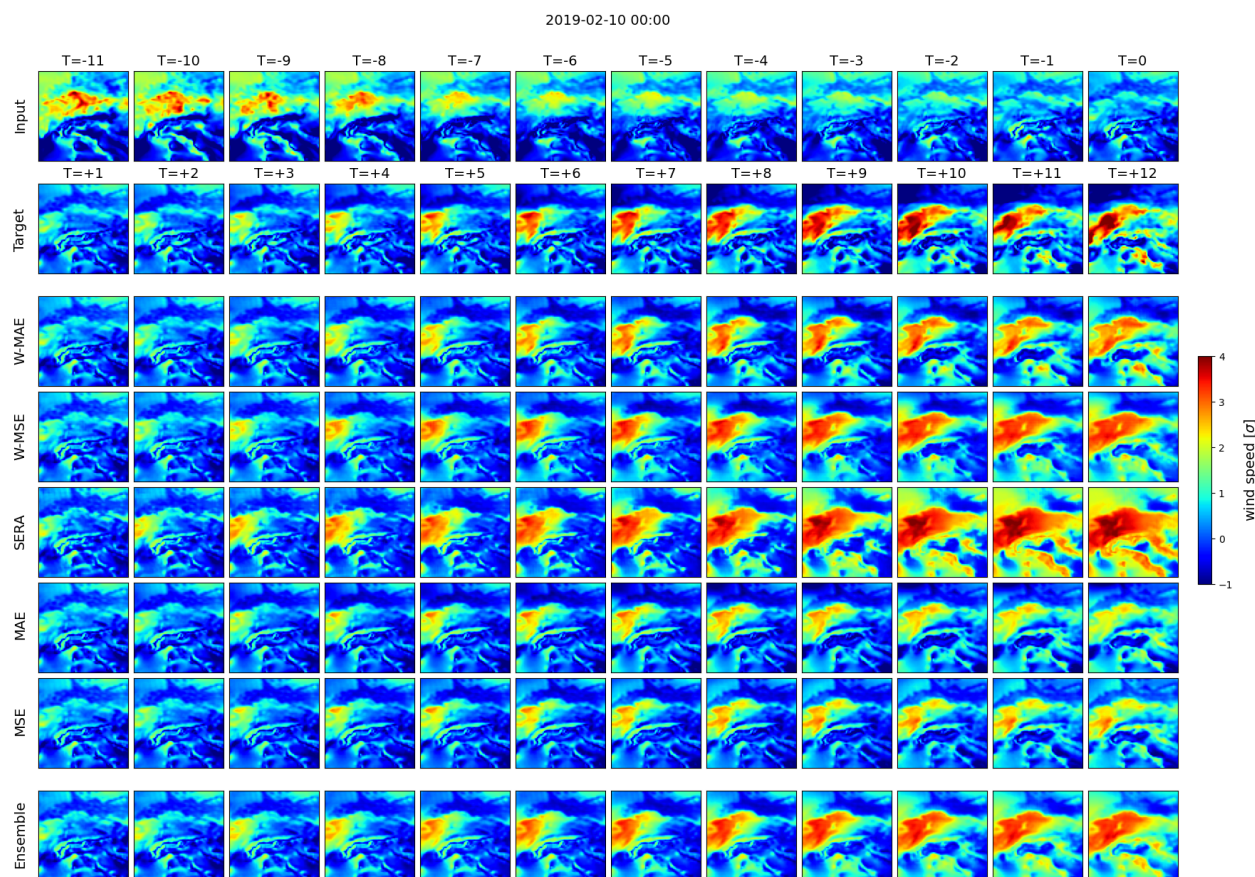 2019-02-10 00:00
T=-11 T=-10 T=-9 T=-8 T=-7 T=-6 T=-5 T=-4 T=-3 T=-2 T=-1 T=0
Input
T=+1 T=+2 T=+3 T=+4 T=+5 T=+6 T=+7 T=+8 T=+9 T=+10 T=+11 T=+12
Target
W-MAE
W-MSE
SERA
MAE
MSE
Ensemble
4
3
2
1
0
−1
wind speed [σ]